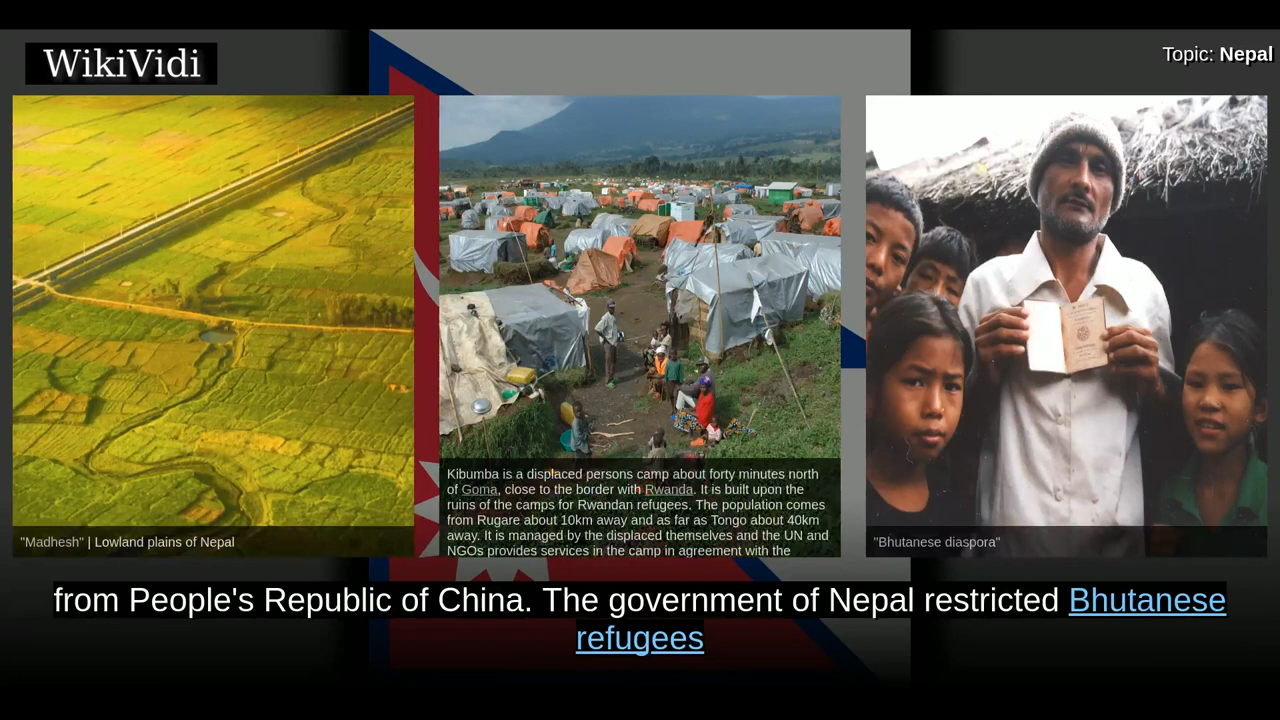 WikiVidi
Topic: Nepal
"Madhesh" | Lowland plains of Nepal
Kibumba is a displaced persons camp about forty minutes north
of Goma, close to the border with Rwanda. It is built upon the
ruins of the camps for Rwandan refugees. The population comes
from Rugare about 10km away and as far as Tongo about 40km
away. It is managed by the displaced themselves and the UN and
NGOs provides services in the camp in agreement with the
"Bhutanese diaspora"
from People's Republic of China. The government of Nepal restricted Bhutanese
refugees